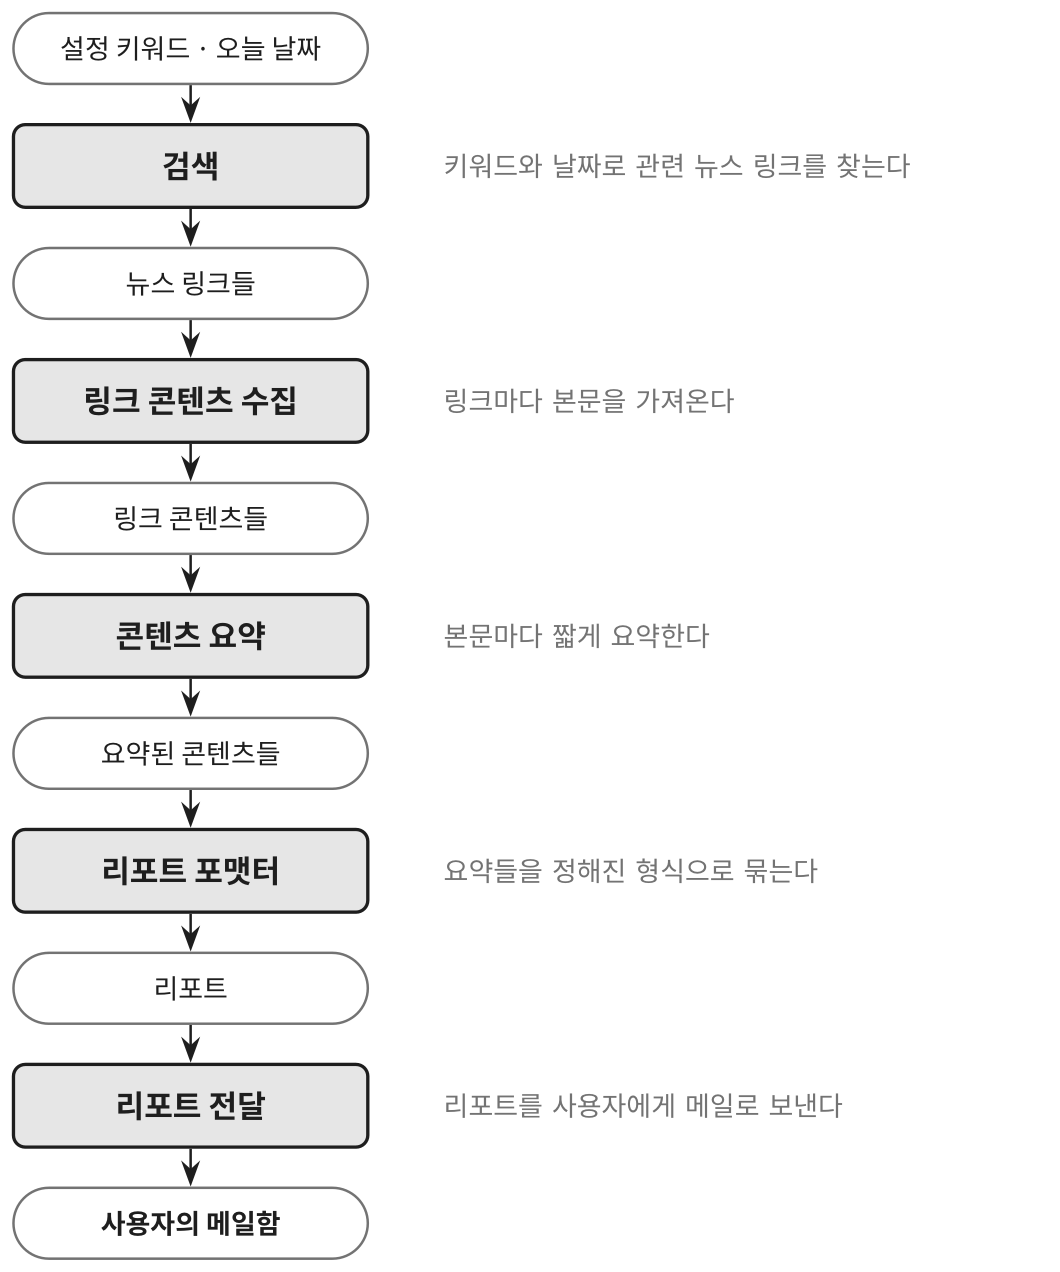 설정 키워드 · 오늘 날짜
검색
키워드와 날짜로 관련 뉴스 링크를 찾는다
뉴스 링크들
링크 콘텐츠 수집
링크마다 본문을 가져온다
링크 콘텐츠들
콘텐츠 요약
본문마다 짧게 요약한다
요약된 콘텐츠들
리포트 포맷터
요약들을 정해진 형식으로 묶는다
리포트
리포트 전달
리포트를 사용자에게 메일로 보낸다
사용자의 메일함